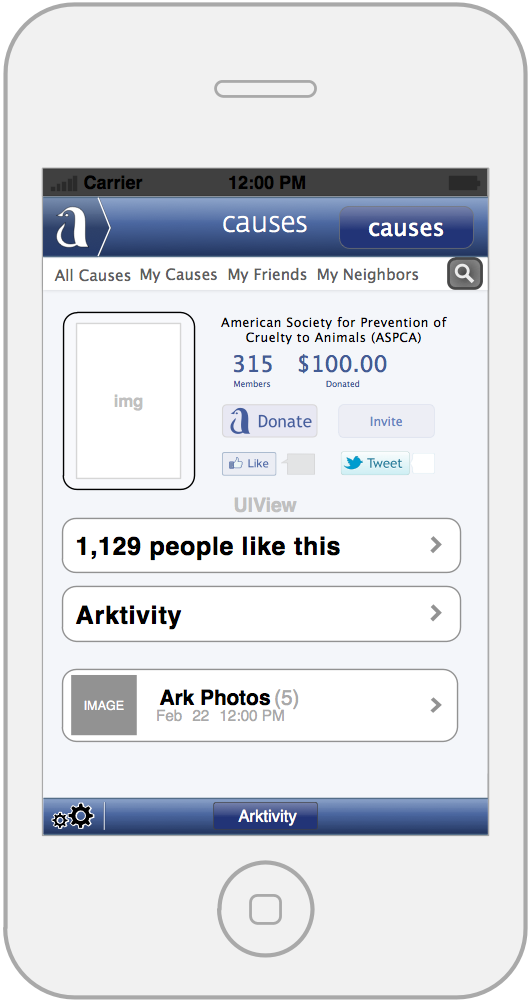 Carrier 12:00 PM
a causes causes
All Causes My Causes My Friends My Neighbors
American Society for Prevention of
Cruelty to Animals (ASPCA)
315 $100.00
Members Donated
img
Donate Invite
Like Tweet
UIView
1,129 people like this
Arktivity
IMAGE
Ark Photos (5)
Feb 22 12:00 PM
Arktivity